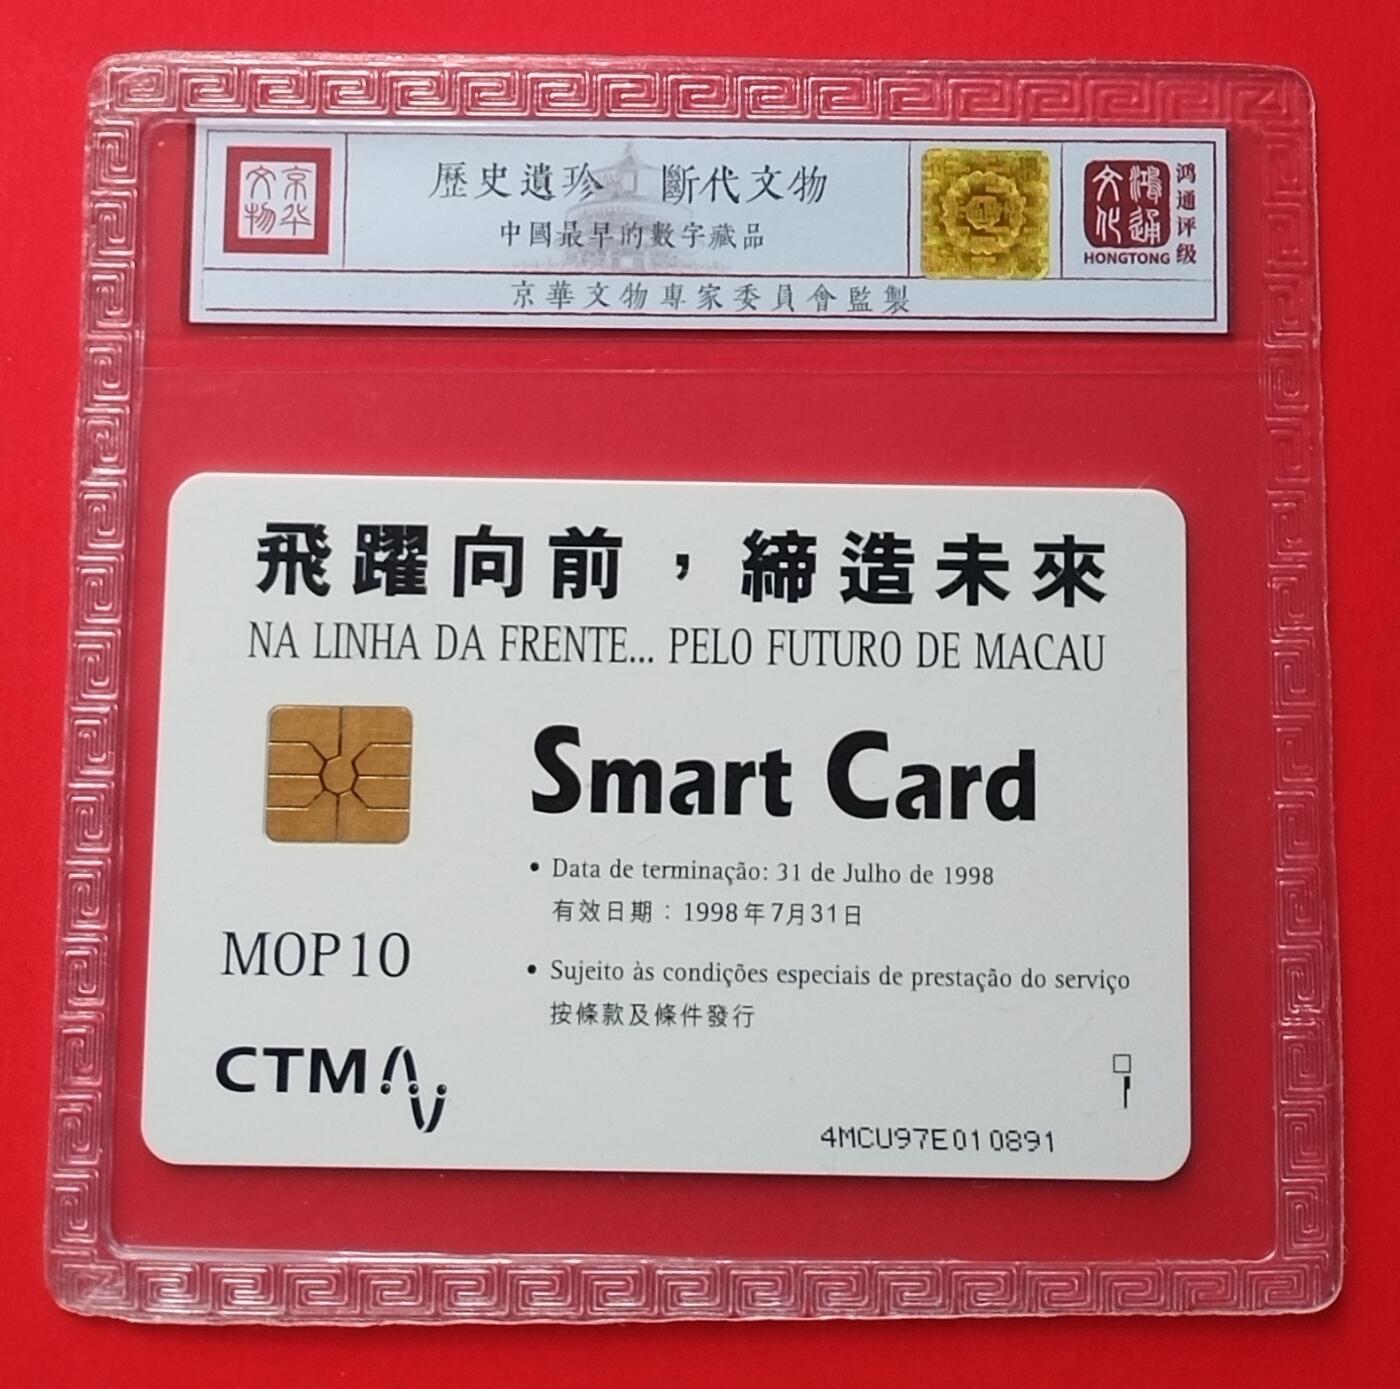 京华文物
歷史遺珍 斷代文物
中國最早的數字藏品
京華文物專家委員會監製
鸿通文化
HONGTONG
鸿通评级
飛躍向前，締造未來
NA LINHA DA FRENTE... PELO FUTURO DE MACAU
Smart Card
• Data de terminação: 31 de Julho de 1998
有效日期：1998年7月31日
• Sujeito às condições especiais de prestação do serviço
按條款及條件發行
MOP10
CTM
4MCU97E010891